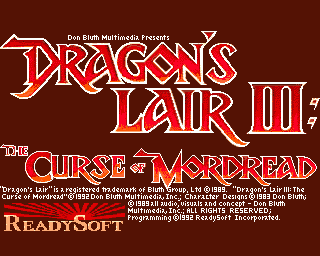 Don Bluth Multimedia Presents
DRAGON'S
LAIR III
THE
CURSE OF MORDREAD
"Dragon's Lair" is a registered trademark of Bluth Group, Ltd ©1989. "Dragon's Lair III: The
Curse of Mordread" ©1992 Don Bluth Multimedia, Inc.; Character Designs ©1983 Don Bluth;
©1989 all audio, visuals and concept - Don Bluth
Multimedia, Inc.; ALL RIGHTS RESERVED;
Programming ©1992 ReadySoft Incorporated.
READYSOFT